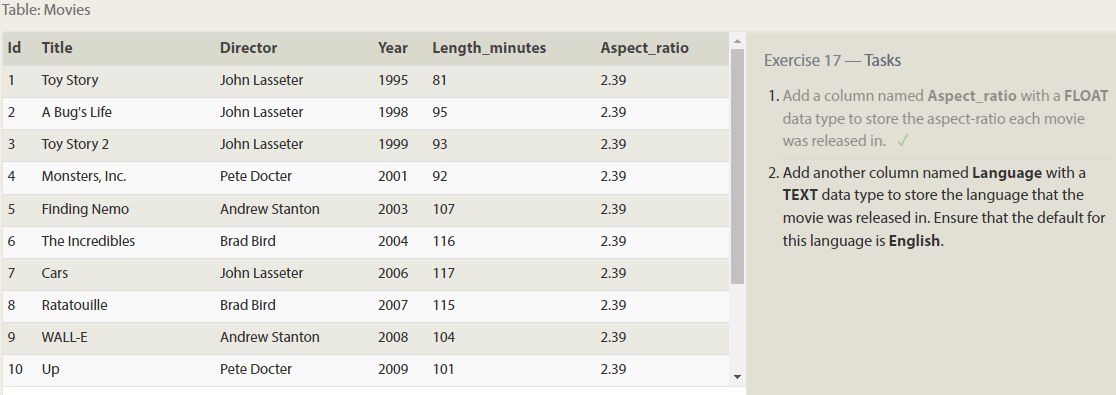 Table: Movies
Id Title Director Year Length_minutes Aspect_ratio
1 Toy Story John Lasseter 1995 81 2.39
2 A Bug's Life John Lasseter 1998 95 2.39
3 Toy Story 2 John Lasseter 1999 93 2.39
4 Monsters, Inc. Pete Docter 2001 92 2.39
5 Finding Nemo Andrew Stanton 2003 107 2.39
6 The Incredibles Brad Bird 2004 116 2.39
7 Cars John Lasseter 2006 117 2.39
8 Ratatouille Brad Bird 2007 115 2.39
9 WALL-E Andrew Stanton 2008 104 2.39
10 Up Pete Docter 2009 101 2.39
Exercise 17 — Tasks
1. Add a column named Aspect_ratio with a FLOAT
data type to store the aspect-ratio each movie
was released in. ✓
2. Add another column named Language with a
TEXT data type to store the language that the
movie was released in. Ensure that the default for
this language is English.